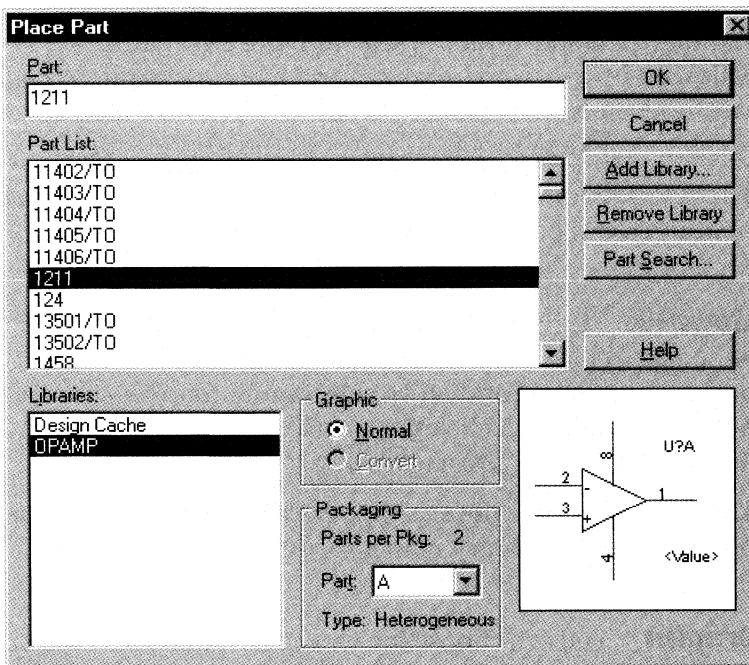 Place Part
Part:
1211
Part List:
11402/TO
11403/TO
11404/TO
11405/TO
11406/TO
1211
124
13501/TO
13502/TO
1458
OK
Cancel
Add Library...
Remove Library
Part Search...
Help
Libraries:
Design Cache
OPAMP
Graphic
Normal
Convert
Packaging
Parts per Pkg: 2
Part: A
Type: Heterogeneous
8
U?A
2
-
1
3
+
4
<Value>